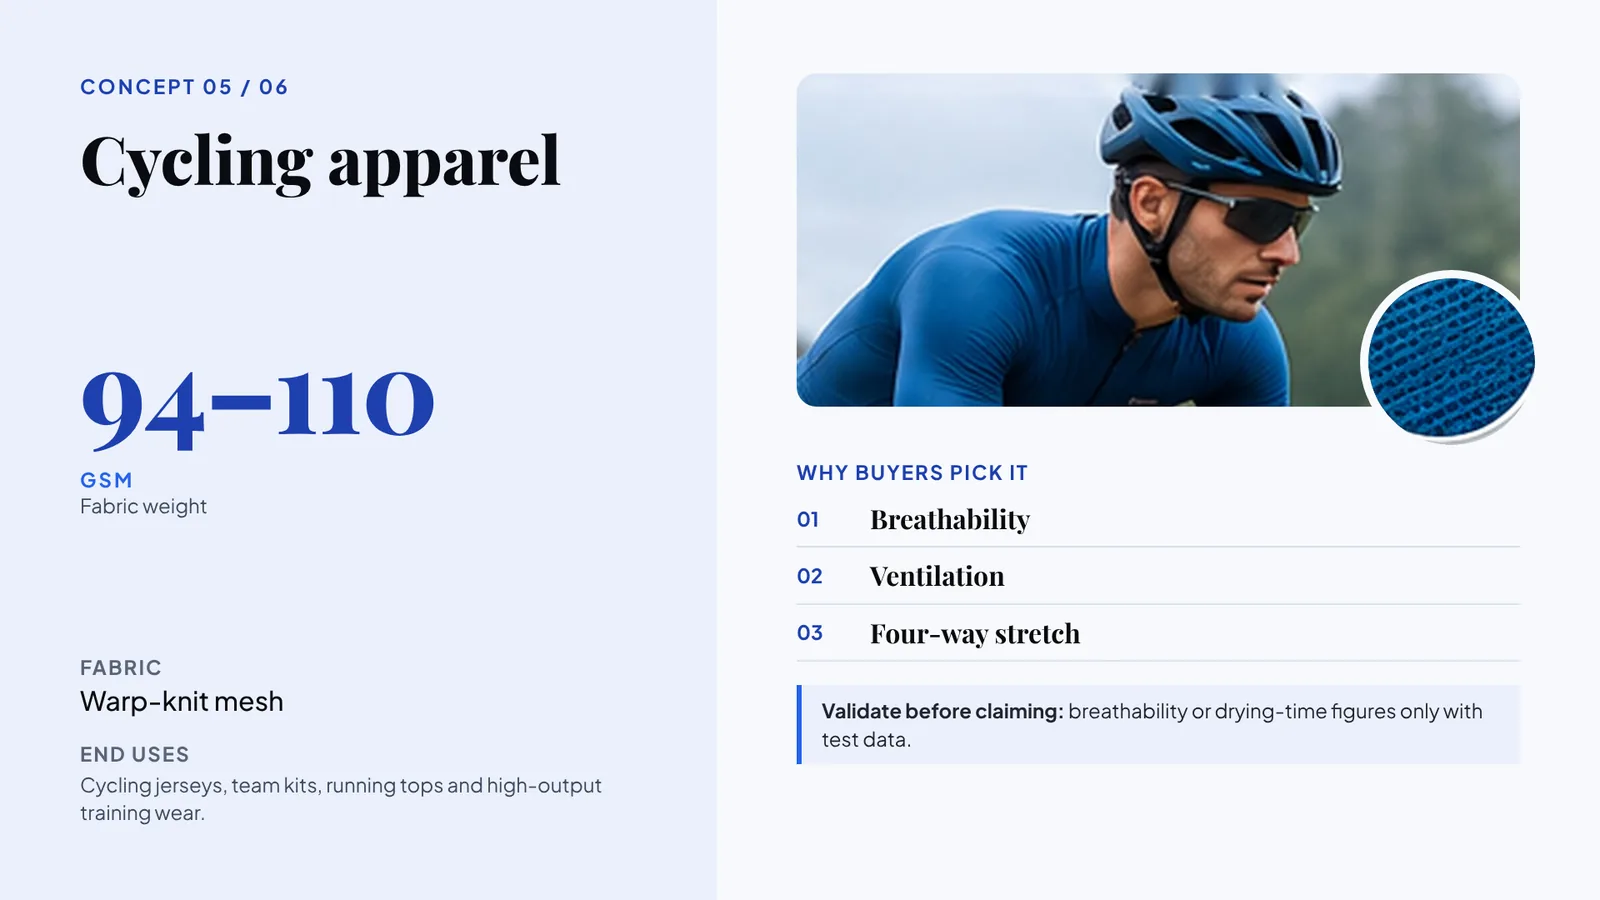 CONCEPT 05 / 06
Cycling apparel
94–110
GSM
Fabric weight
FABRIC
Warp-knit mesh
END USES
Cycling jerseys, team kits, running tops and high-output
training wear.
WHY BUYERS PICK IT
01 Breathability
02 Ventilation
03 Four-way stretch
Validate before claiming: breathability or drying-time figures only with
test data.